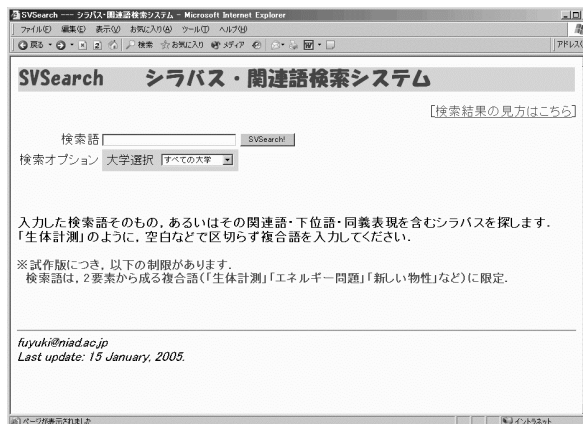 SVSearch --- シラバス・関連語検索システム - Microsoft Internet Explorer
ファイル(F) 編集(E) 表示(V) お気に入り(A) ツール(T) ヘルプ(H)
戻る 検索 お気に入り メディア
アドレス(
SVSearch シラバス・関連語検索システム
[検索結果の見方はこちら]
検索語 SVSearch!
検索オプション 大学選択 すべての大学
入力した検索語そのもの，あるいはその関連語・下位語・同義表現を含むシラバスを探します．
「生体計測」のように，空白などで区切らず複合語を入力してください．
※試作版につき，以下の制限があります．
検索語は，2要素から成る複合語(「生体計測」「エネルギー問題」「新しい物性」など)に限定．
fuyuki@niad.ac.jp
Last update: 15 January, 2005.
ページが表示されました イントラネット